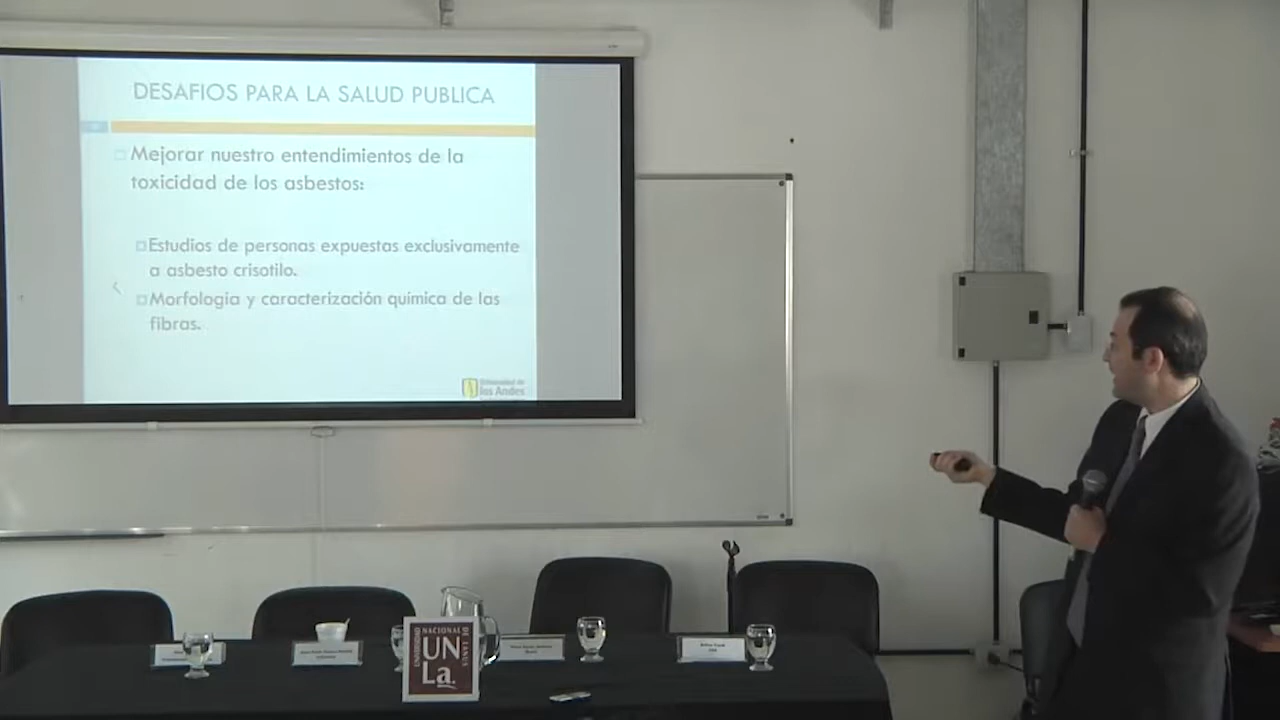 DESAFIOS PARA LA SALUD PUBLICA
Mejorar nuestro entendimientos de la
toxicidad de los asbestos:
Estudios de personas expuestas exclusivamente
a asbesto crisotilo.
Morfologia y caracterización química de las
fibras.
Universidad de
los Andes
UNIVERSIDAD
NACIONAL
DE LANUS
UN
La.